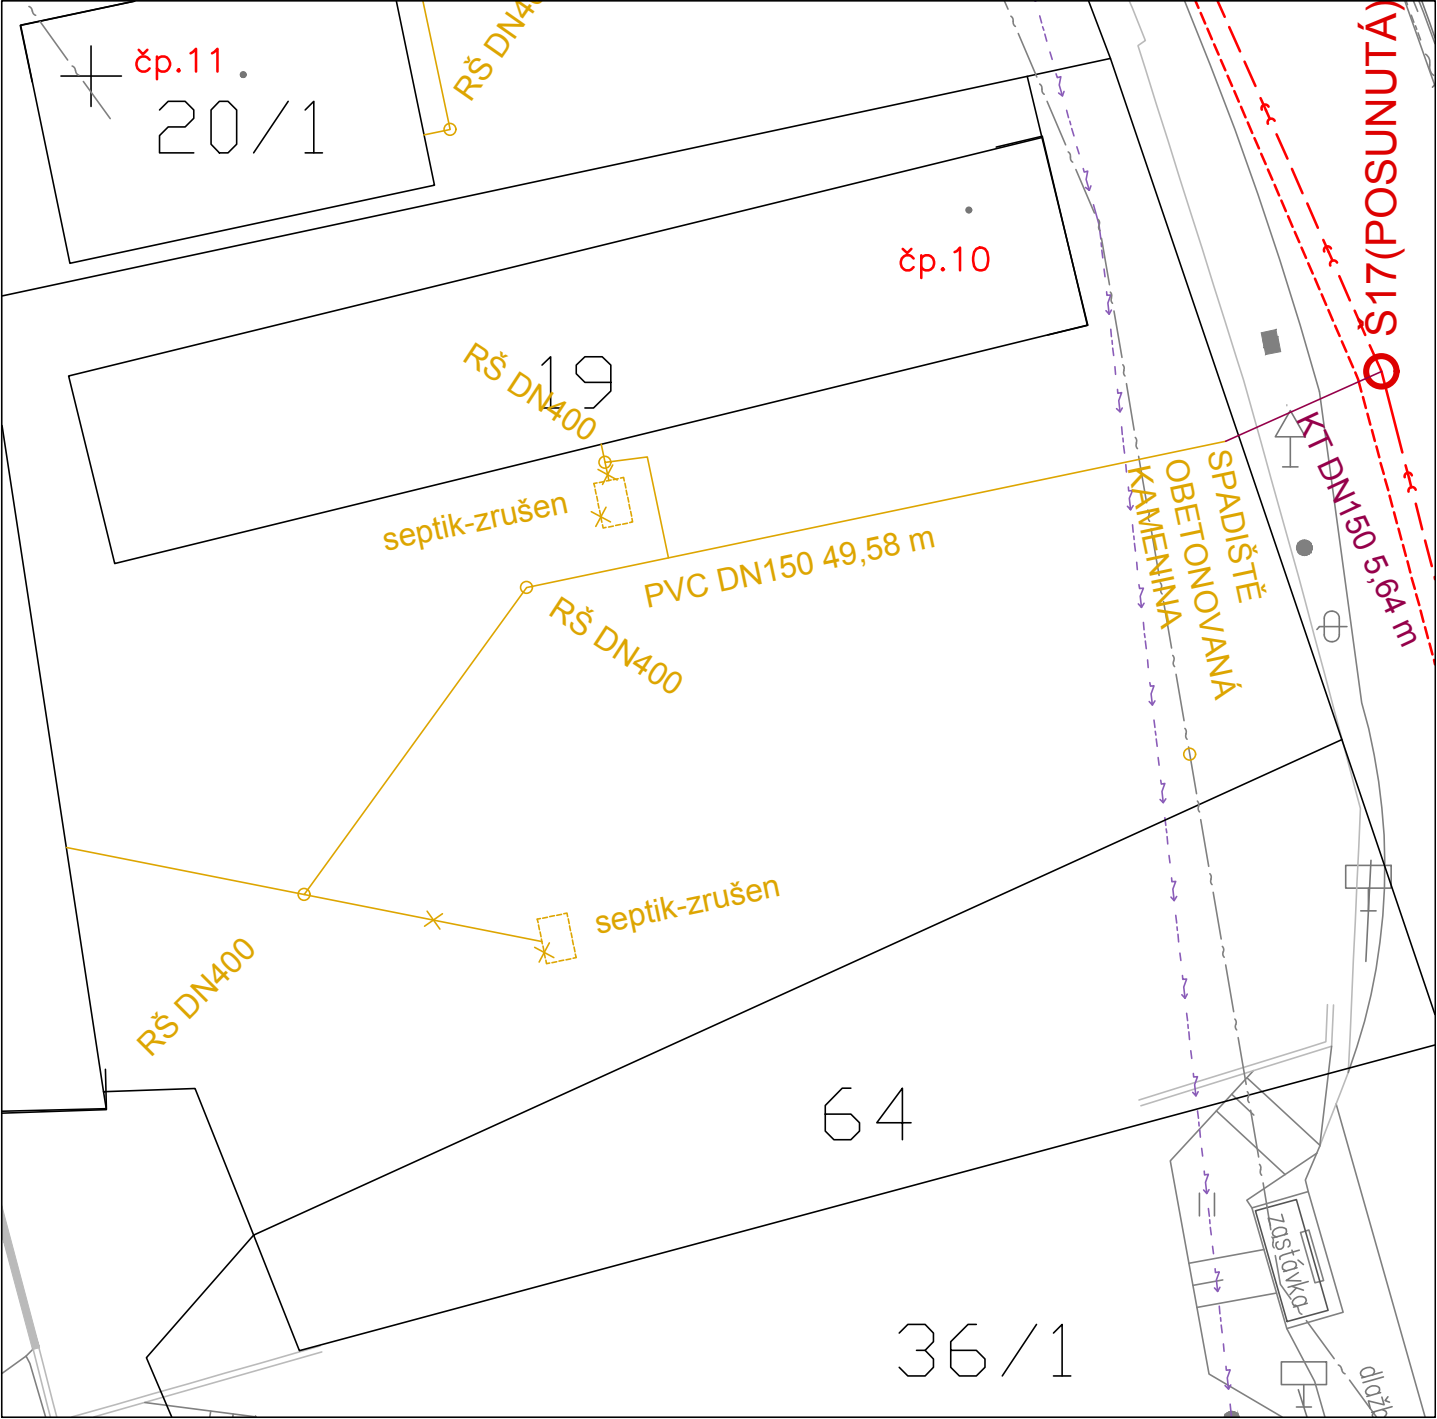 čp.11
20/1
RŠ DN4
S17(POSUNUTÁ)
čp.10
19
RŠ DN400
septik-zrušen
PVC DN150 49,58 m
SPADIŠTĚ
OBETONOVANÁ
KAMENINA
KT DN150 5,64 m
RŠ DN400
septik-zrušen
RŠ DN400
64
zastávka
36/1
dlažb